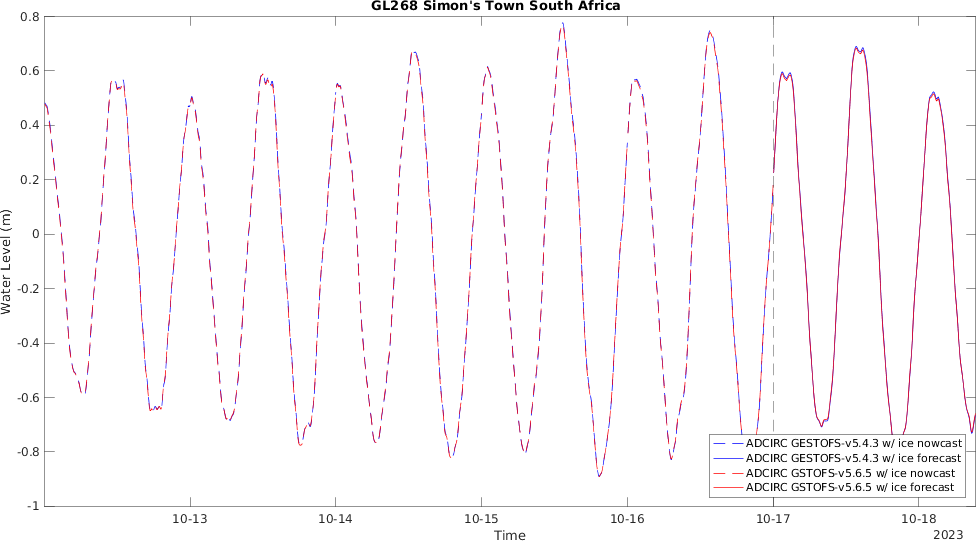 GL268 Simon's Town South Africa
0.8
0.6
0.4
0.2
0
-0.2
-0.4
-0.6
-0.8
-1
Water Level (m)
10-13
10-14
10-15
10-16
10-17
10-18
Time
2023
ADCIRC GESTOFS-v5.4.3 w/ ice nowcast
ADCIRC GESTOFS-v5.4.3 w/ ice forecast
ADCIRC GSTOFS-v5.6.5 w/ ice nowcast
ADCIRC GSTOFS-v5.6.5 w/ ice forecast